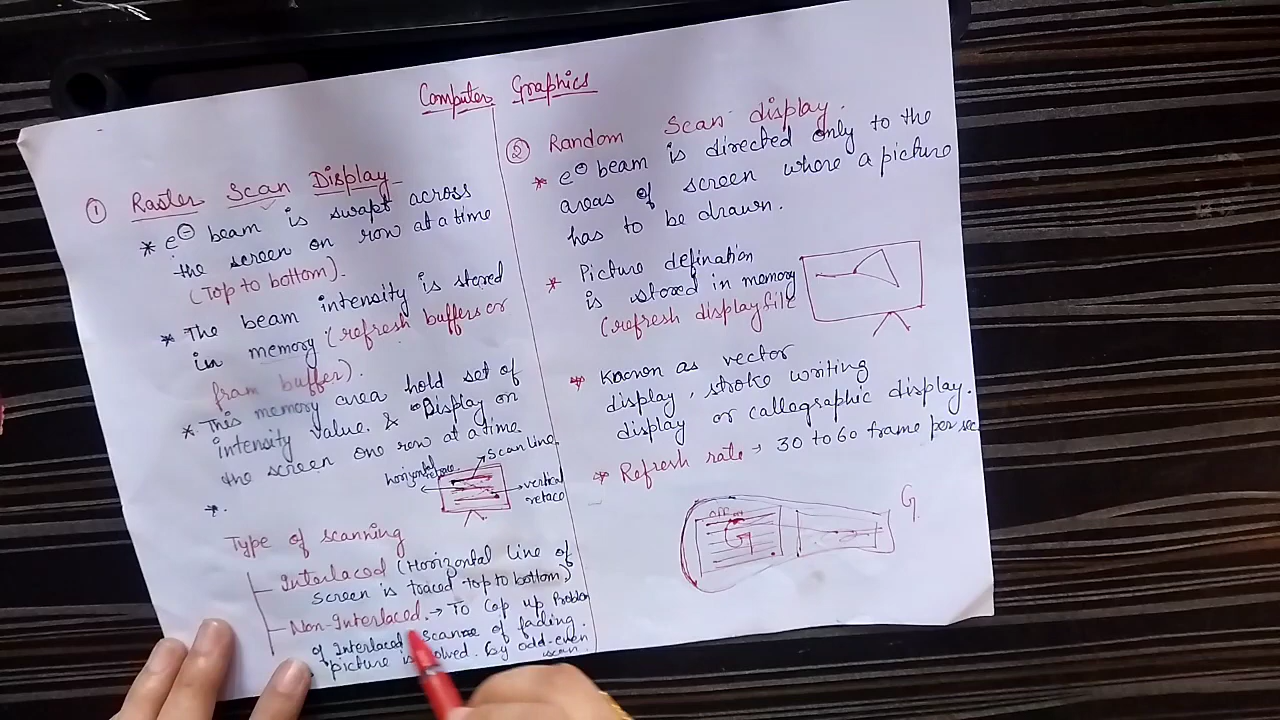 Computer Graphics
① Raster Scan Display
* e⊖ beam is swapt across
the screen on row at a time
(Top to bottom).
* The beam intensity is stored
in memory (refresh buffers or
fram buffer).
* This memory area hold set of
intensity value & Display on
the screen one row at a time.
horizontal retrace
Scan line
vertical
retace
*.
Type of scanning
Interlaced (Horizontal line of
screen is traced Top to bottom)
Non-Interlaced. → To Cop up Problem
of Interlaced scanne of fading.
picture is solved. By odd-even
scan.
② Random Scan display.
* e⊖ beam is directed only to the
areas of screen where a picture
has to be drawn.
* Picture defination
is stored in memory
(refresh display file
* Known as vector
display, stroke writing
display or callegraphic display.
* Refresh rate → 30 to 60 frame per sec
G
G